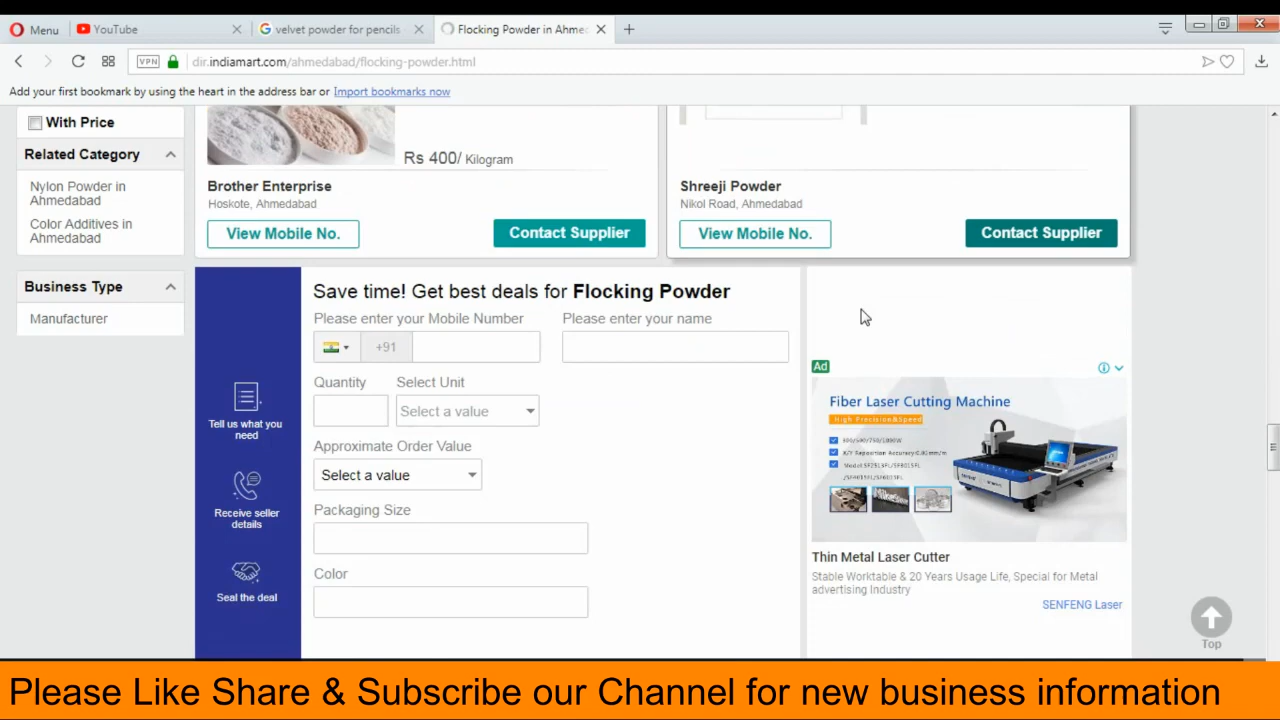 Menu
YouTube
velvet powder for pencils
Flocking Powder in Ahmed
VPN
dir.indiamart.com/ahmedabad/flocking-powder.html
Add your first bookmark by using the heart in the address bar or Import bookmarks now
With Price
Related Category
Nylon Powder in
Ahmedabad
Color Additives in
Ahmedabad
Business Type
Manufacturer
Rs 400/ Kilogram
Brother Enterprise
Hoskote, Ahmedabad
View Mobile No.
Contact Supplier
Shreeji Powder
Nikol Road, Ahmedabad
View Mobile No.
Contact Supplier
Tell us what you
need
Receive seller
details
Seal the deal
Save time! Get best deals for Flocking Powder
Please enter your Mobile Number
Please enter your name
+91
Quantity
Select Unit
Select a value
Approximate Order Value
Select a value
Packaging Size
Color
Ad
Fiber Laser Cutting Machine
High Precision&Speed
X/Y Reposition Accuracy 0.02mm/m
Thin Metal Laser Cutter
Stable Worktable & 20 Years Usage Life, Special for Metal
advertising Industry
SENFENG Laser
Top
Please Like Share & Subscribe our Channel for new business information